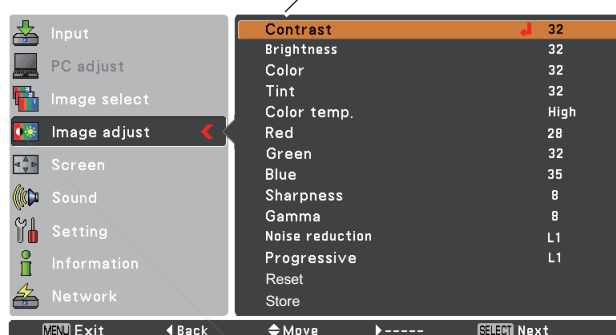 Input
PC adjust
Image select
Image adjust
Screen
Sound
Setting
Information
Network
Contrast 32
Brightness 32
Color 32
Tint 32
Color temp. High
Red 28
Green 32
Blue 35
Sharpness 8
Gamma 8
Noise reduction L1
Progressive L1
Reset
Store
MENU Exit Back Move ----- SELECT Next